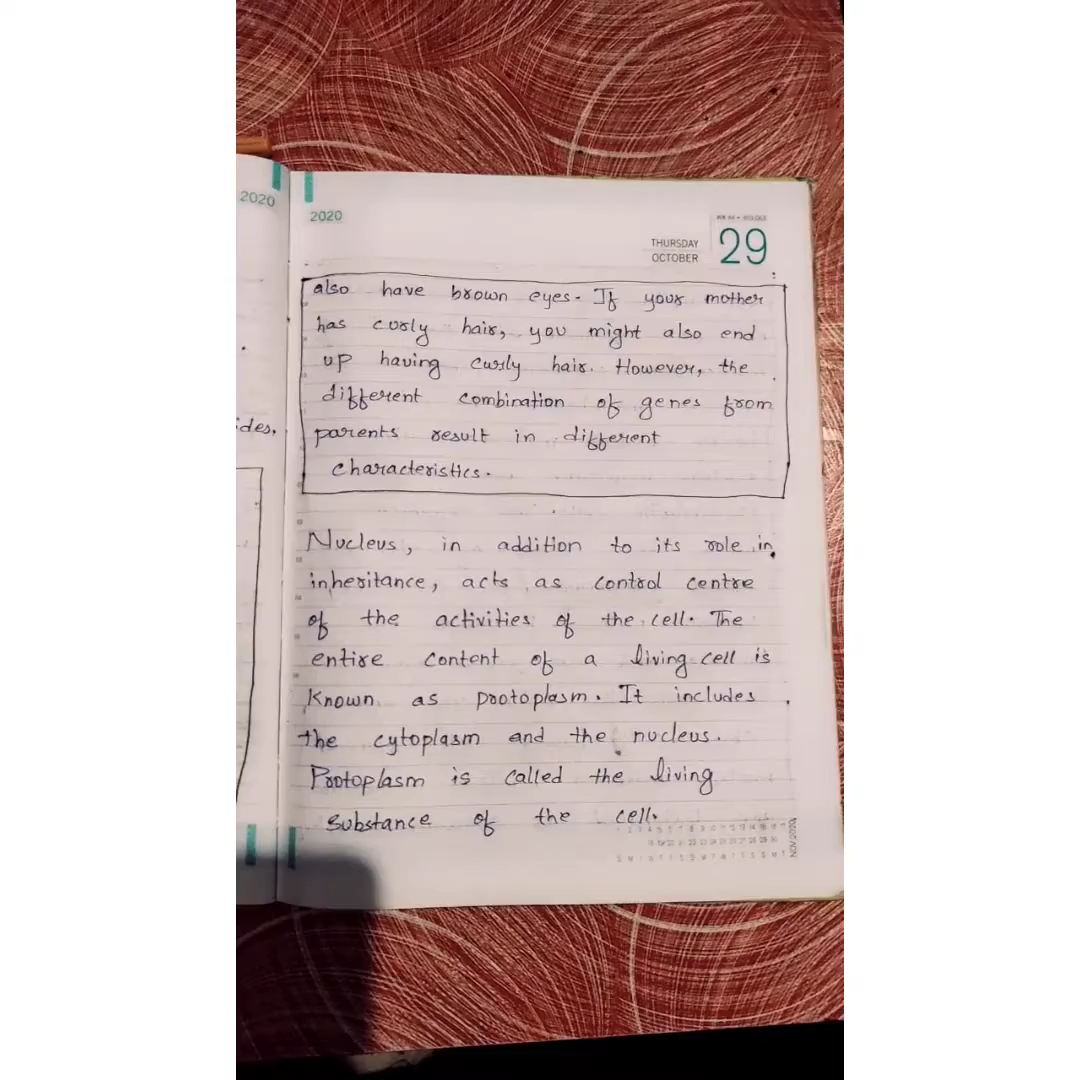 2020
2020
THURSDAY
OCTOBER
29
also have brown eyes. If your mother
has curly hair, you might also end
up having curly hair. However, the
different combination of genes from
parents result in different
characteristics.
ides,
Nucleus, in addition to its role in
inheritance, acts as control centre
of the activities of the cell. The
entire content of a living cell is
known as protoplasm. It includes
the cytoplasm and the nucleus.
Protoplasm is called the living
substance of the cell.
NOV 2020